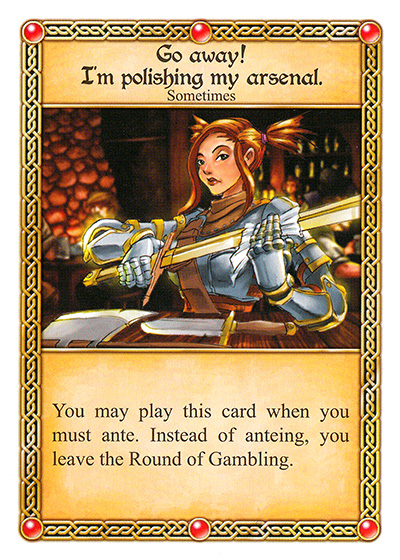 Go away!
I'm polishing my arsenal.
Sometimes
You may play this card when you
must ante. Instead of anteing, you
leave the Round of Gambling.